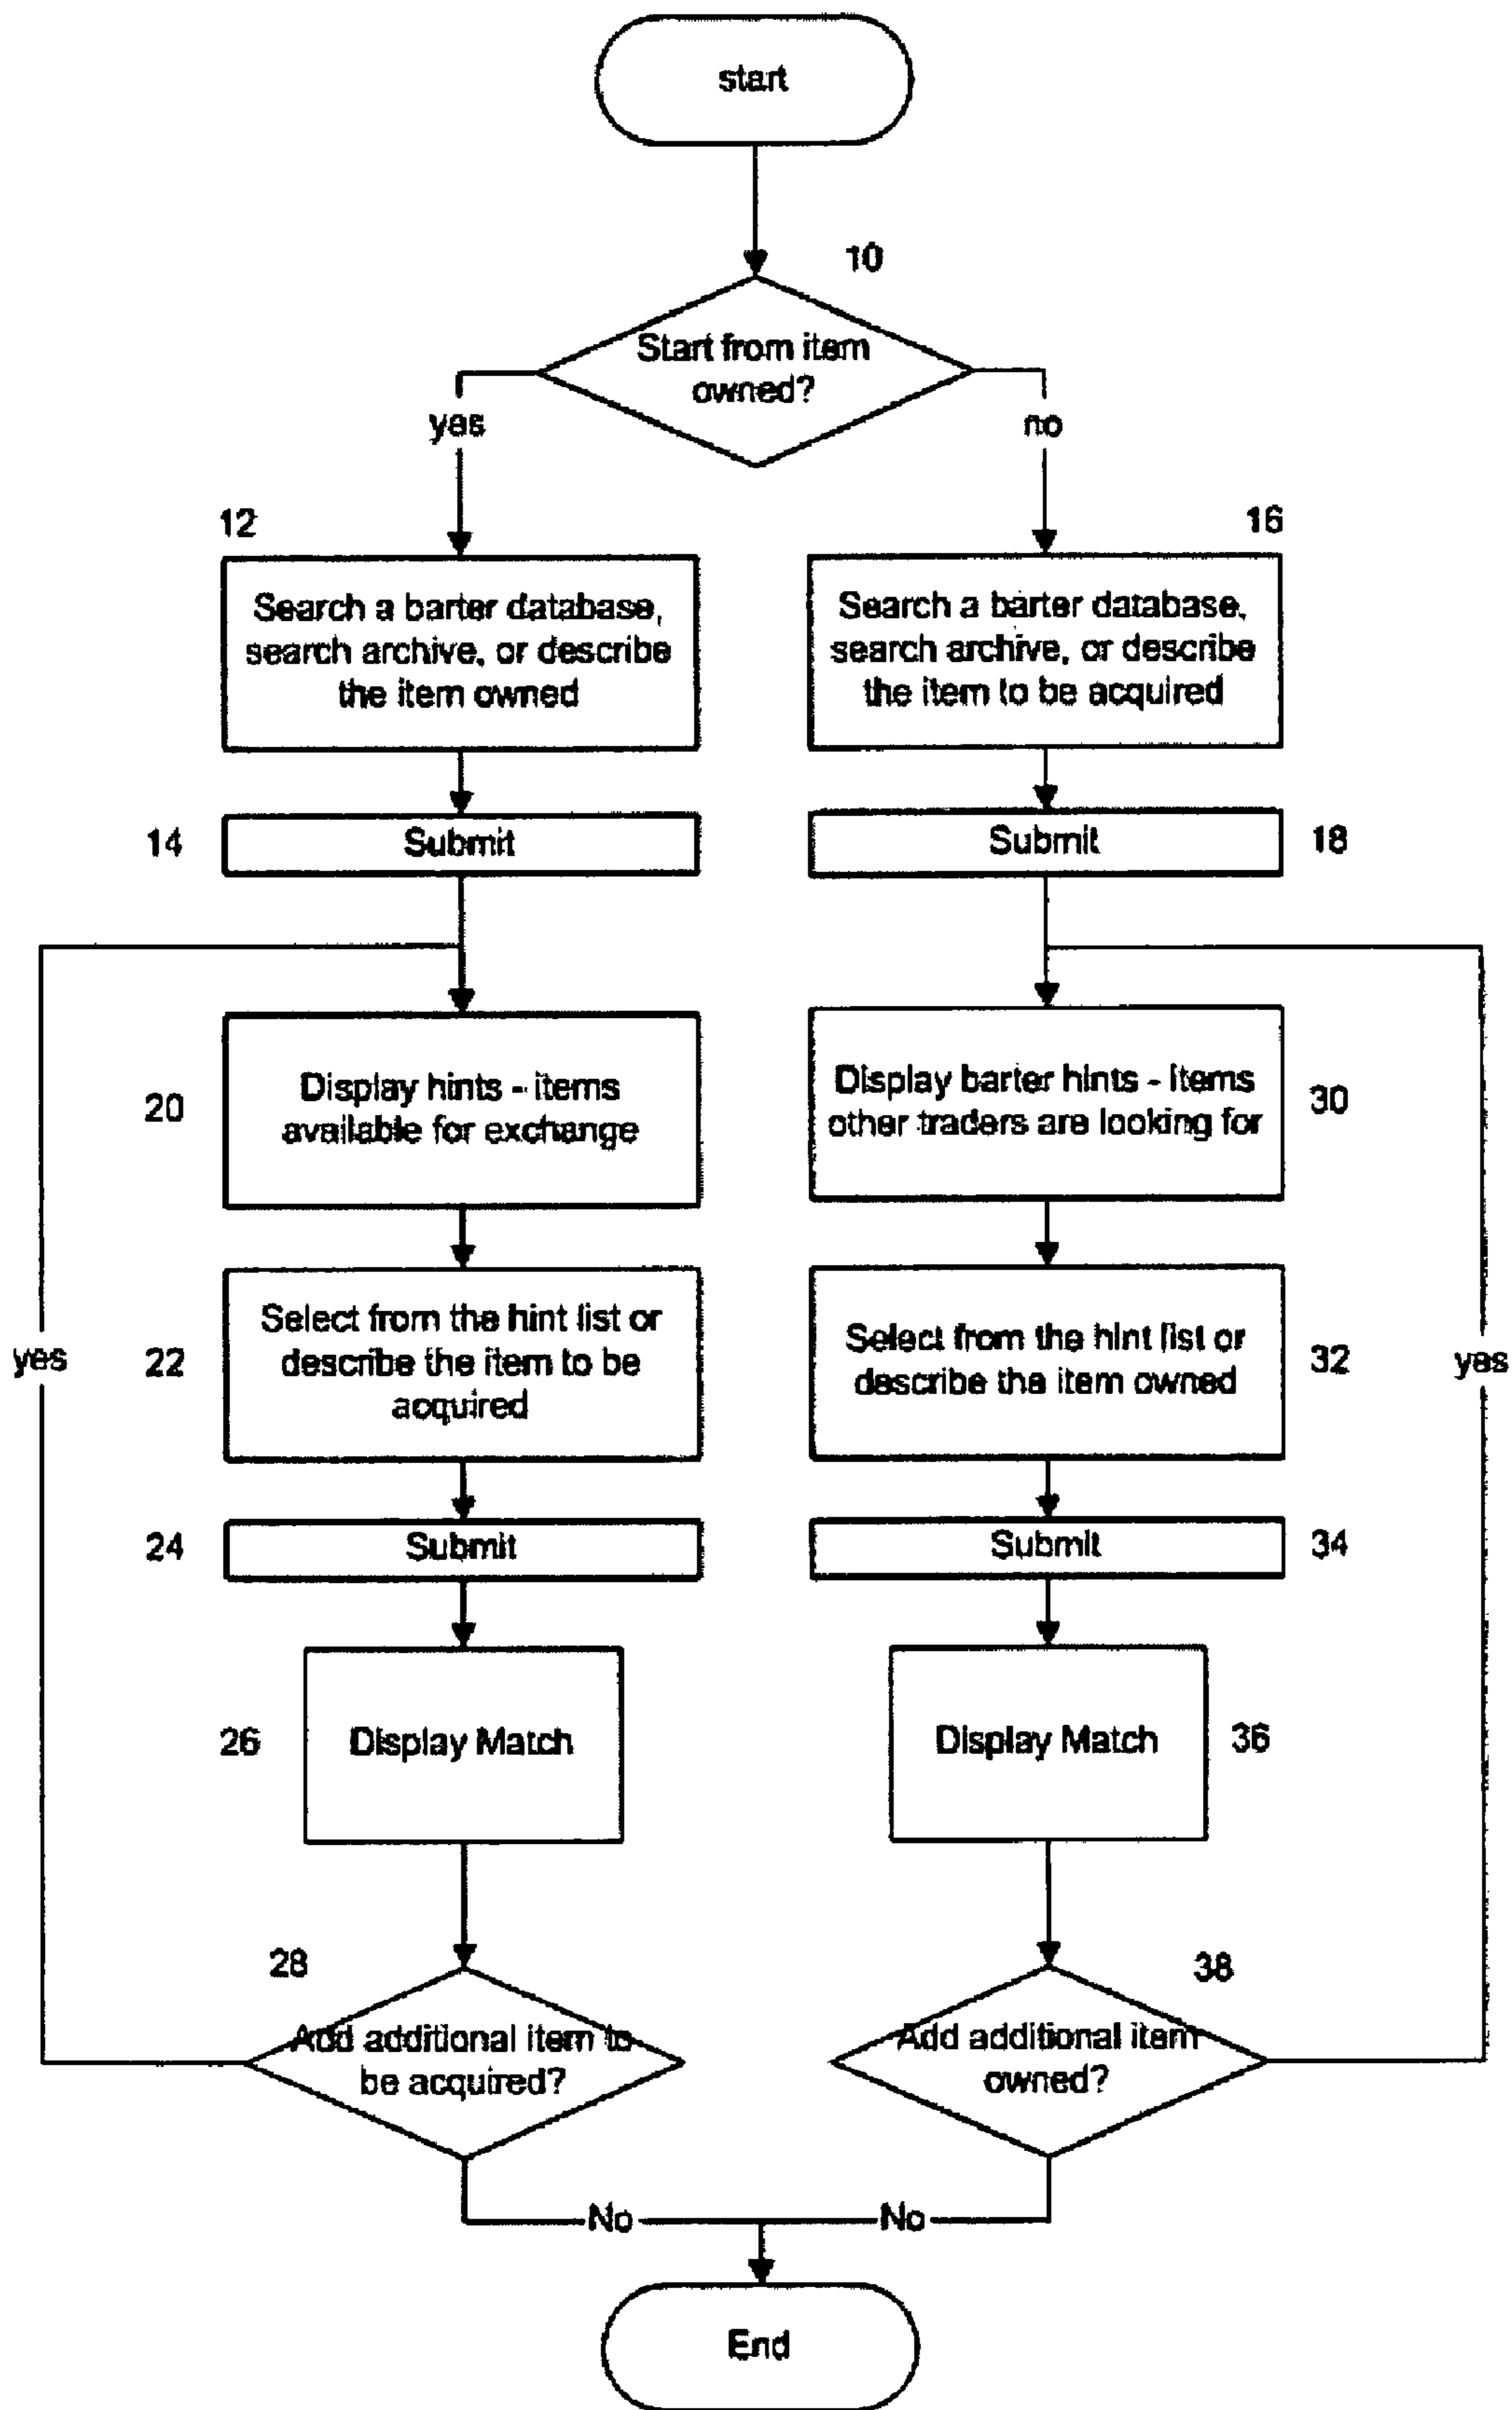 start
10
Start from item
owned?
yes
no
12
16
Search a barter database,
search archive, or describe
the item owned
Search a barter database,
search archive, or describe
the item to be acquired
14
Submit
Submit
18
20
Display hints - items
available for exchange
Display barter hints - items
other traders are looking for
30
yes
22
Select from the hint list or
describe the item to be
acquired
Select from the hint list or
describe the item owned
32
yes
24
Submit
Submit
34
26
Display Match
Display Match
36
28
38
Add additional item to
be acquired?
Add additional item
owned?
No
No
End